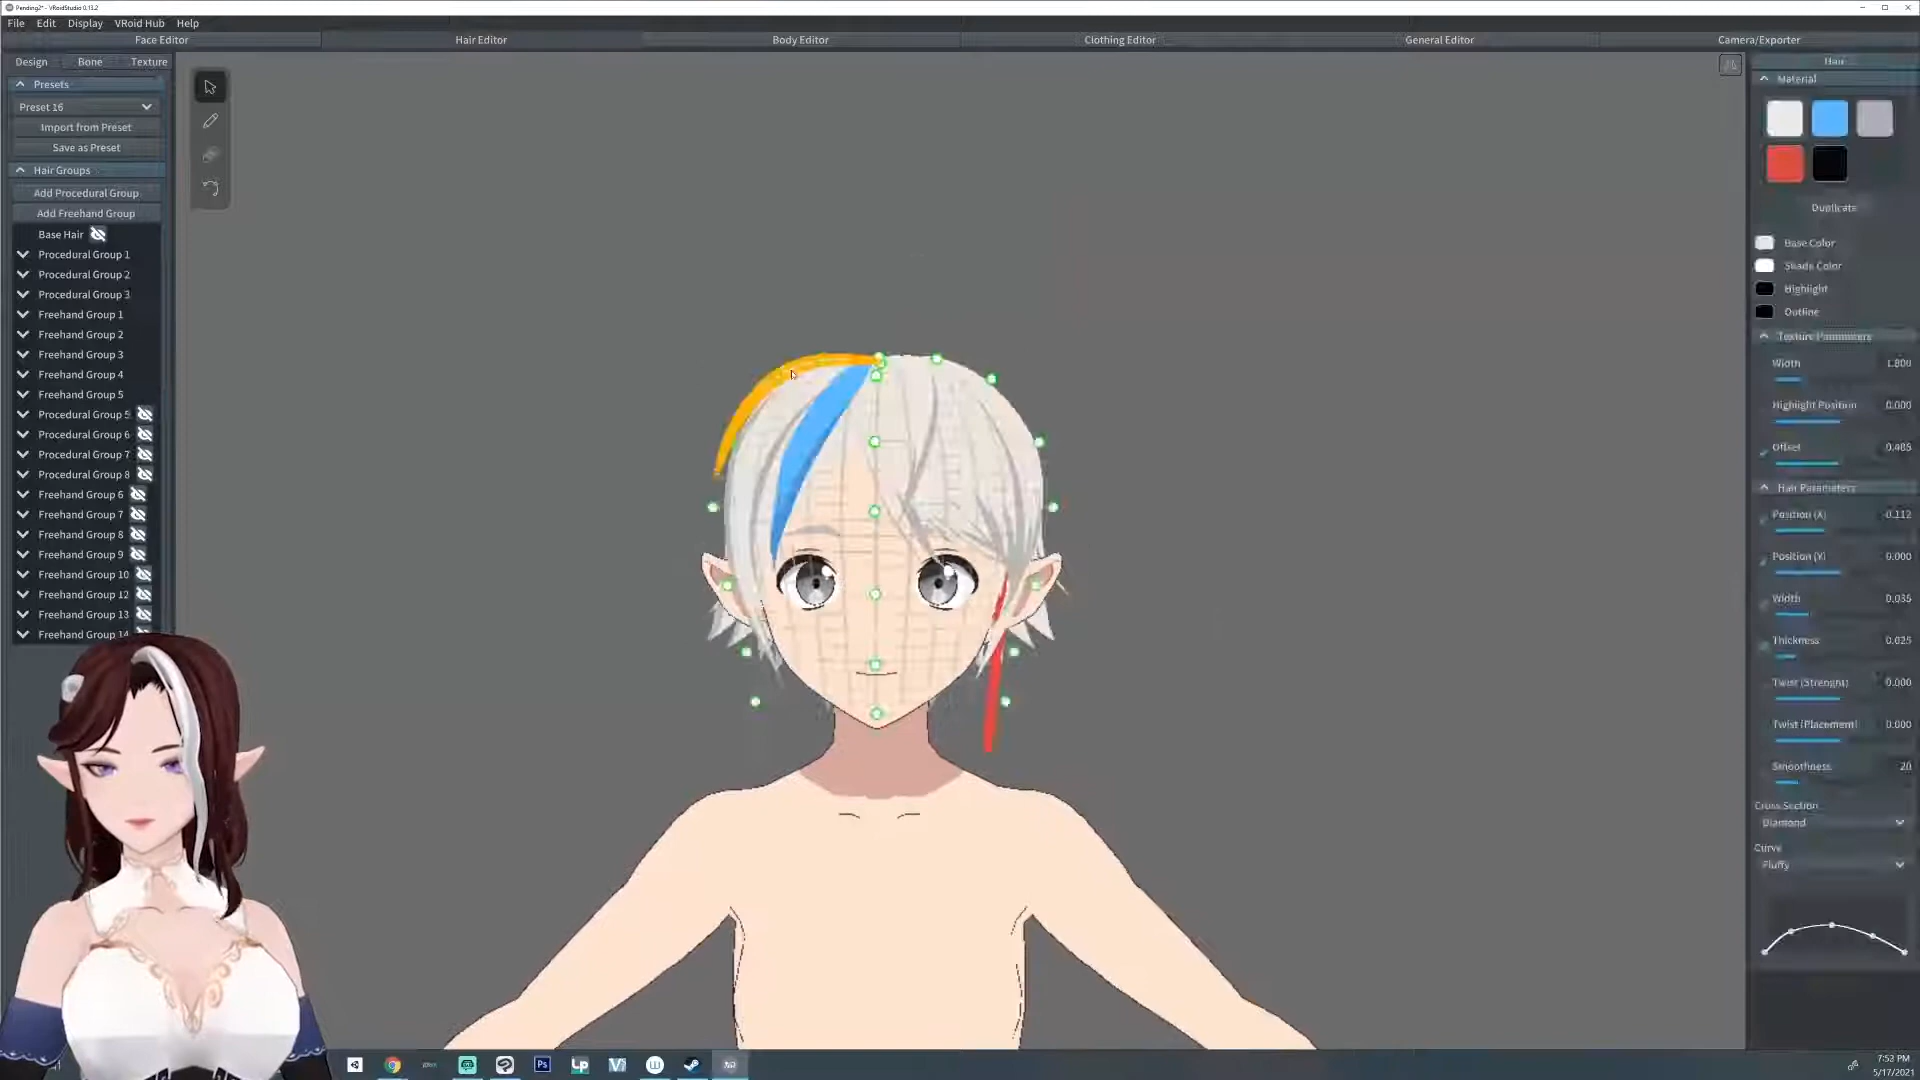 Pending2* - VRoidStudio 0.13.2
File Edit Display VRoid Hub Help
Face Editor Hair Editor Body Editor Clothing Editor General Editor Camera/Exporter
Design Bone Texture
Presets
Preset 16
Import from Preset
Save as Preset
Hair Groups
Add Procedural Group
Add Freehand Group
Base Hair
Procedural Group 1
Procedural Group 2
Procedural Group 3
Freehand Group 1
Freehand Group 2
Freehand Group 3
Freehand Group 4
Freehand Group 5
Procedural Group 5
Procedural Group 6
Procedural Group 7
Procedural Group 8
Freehand Group 6
Freehand Group 7
Freehand Group 8
Freehand Group 9
Freehand Group 10
Freehand Group 12
Freehand Group 13
Freehand Group 14
Hair
Material
Duplicate
Base Color
Shade Color
Highlight
Outline
Texture Parameters
Width 1.800
Highlight Position 0.000
Offset 0.485
Hair Parameters
Position (X) -0.112
Position (Y) 0.000
Width 0.035
Thickness 0.025
Twist (Strenght) 0.000
Twist (Placement) 0.000
Smoothness 20
Cross Section
Diamond
Curve
Fluffy
Ps
Lp
7:53 PM
5/17/2021